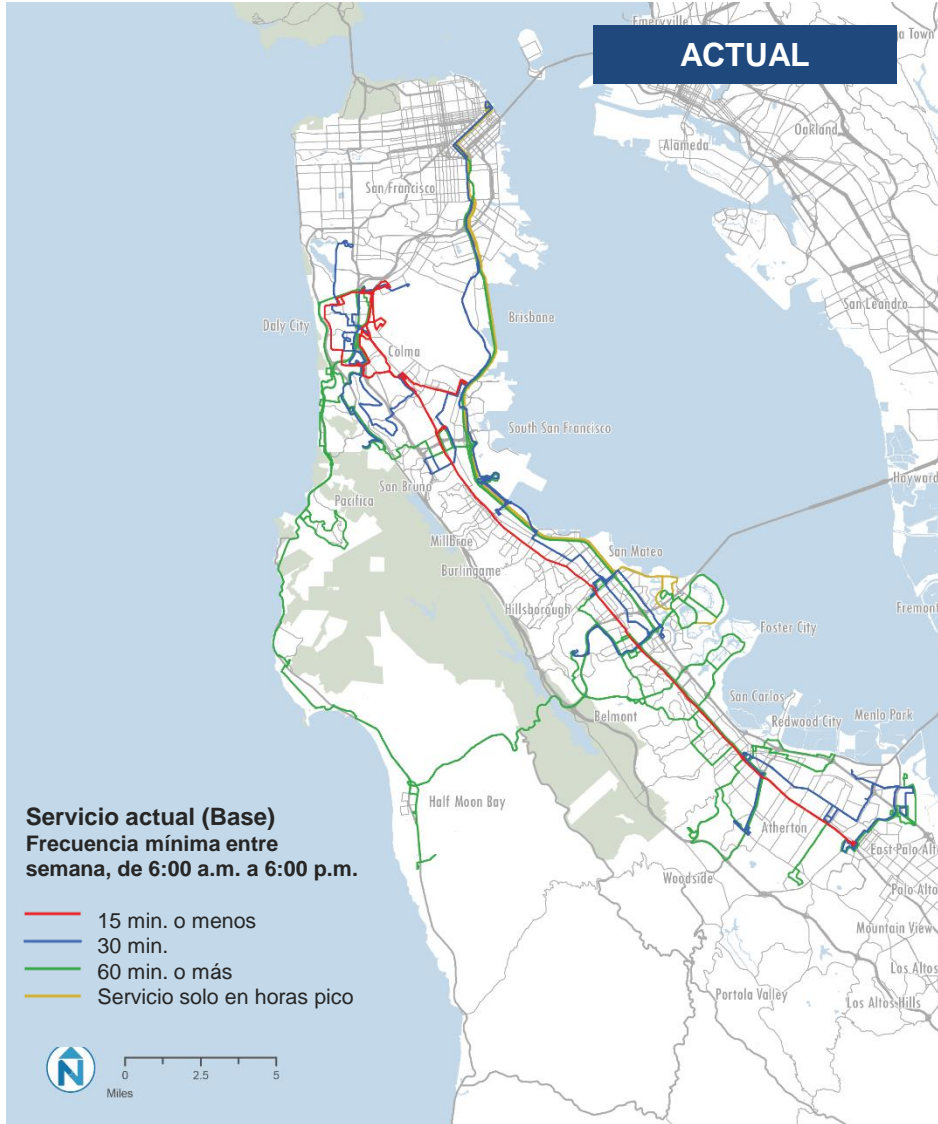 Emeryville
ACTUAL
Oakland
Alameda
San Francisco
San Leandro
Daly City
Brisbane
Colma
South San Francisco
Hayward
San Bruno
Pacifica
Millbrae
San Mateo
Burlingame
Hillsborough
Fremont
Foster City
San Carlos
Belmont
Redwood City
Menlo Park
Half Moon Bay
Atherton
East Palo Alto
Woodside
Palo Alto
Mountain View
Los Altos
Portola Valley
Los Altos Hills
Servicio actual (Base)
Frecuencia mínima entre
semana, de 6:00 a.m. a 6:00 p.m.
15 min. o menos
30 min.
60 min. o más
Servicio solo en horas pico
N
0 2.5 5
Miles